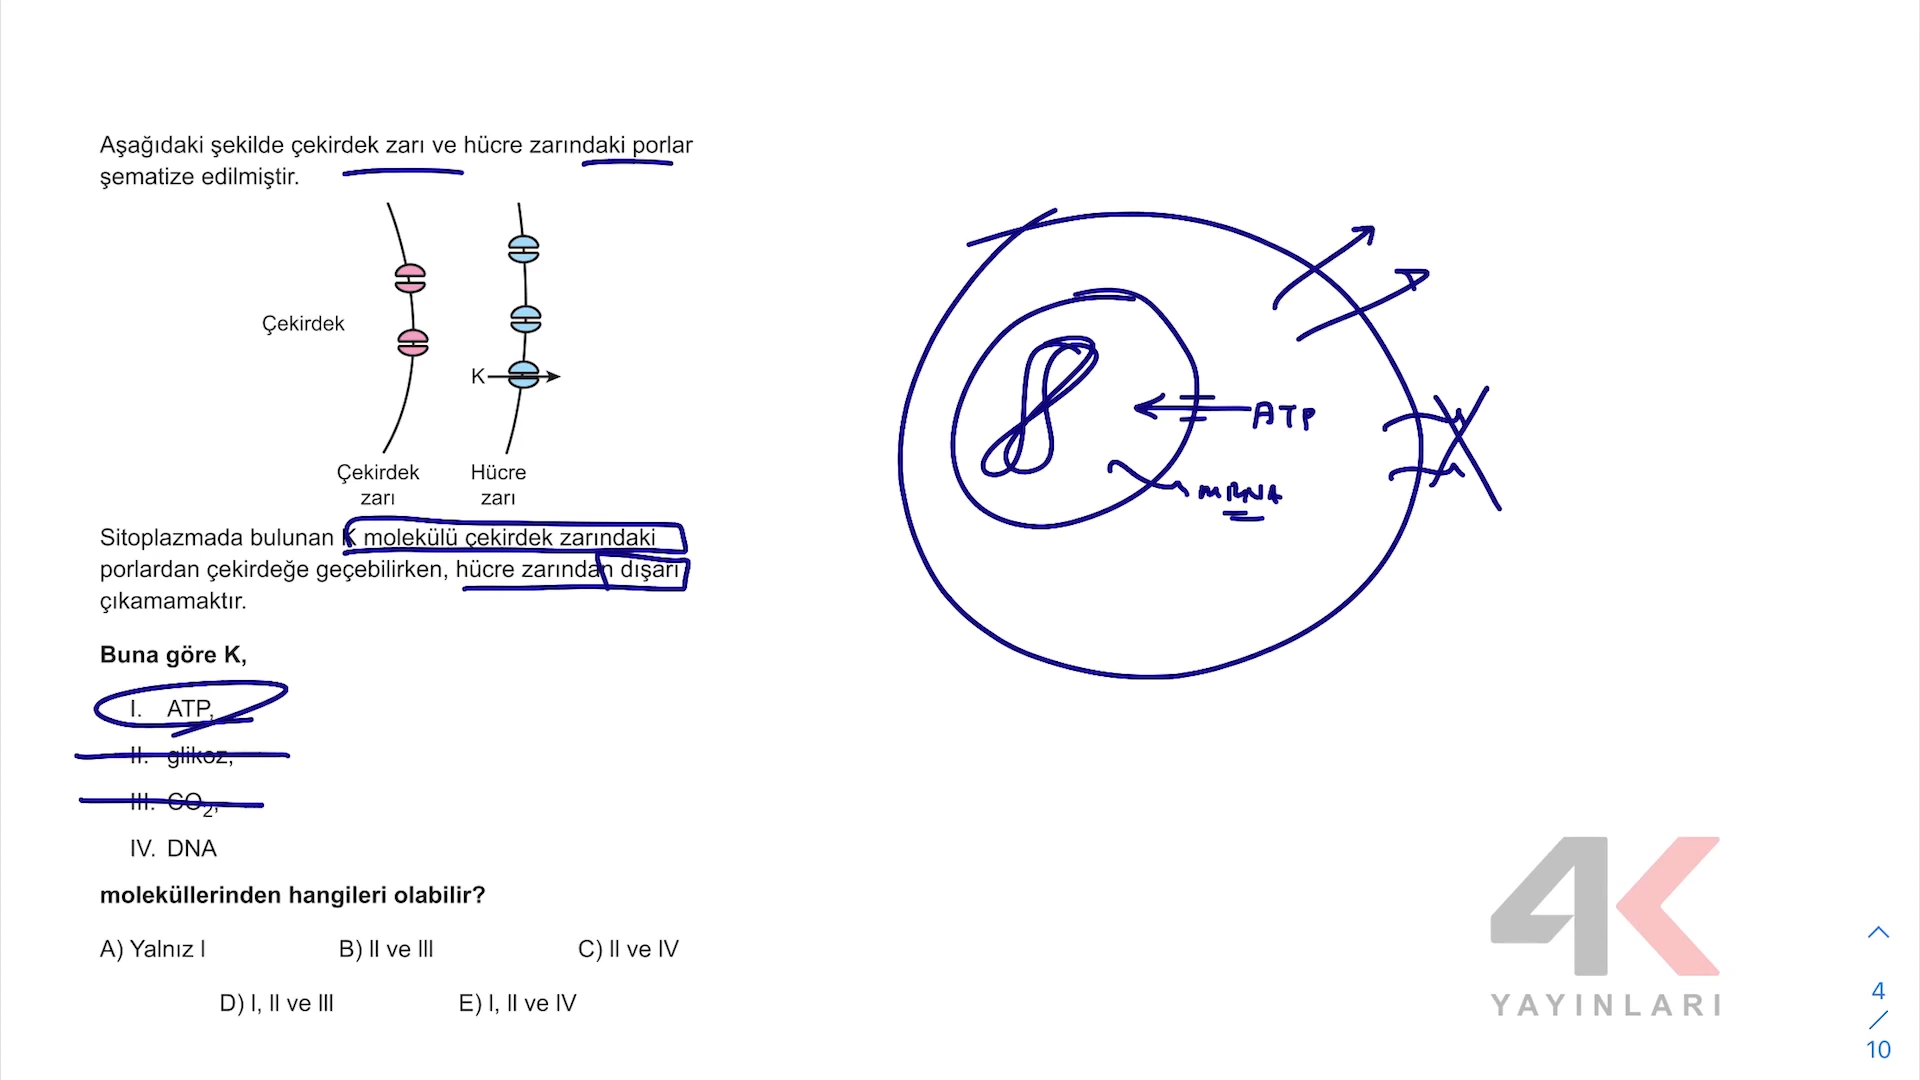 Aşağıdaki şekilde çekirdek zarı ve hücre zarındaki porlar
şematize edilmiştir.
Çekirdek
K
Çekirdek
zarı
Hücre
zarı
Sitoplazmada bulunan K molekülü çekirdek zarındaki
porlardan çekirdeğe geçebilirken, hücre zarından dışarı
çıkamamaktır.
Buna göre K,
I. ATP,
II. glikoz,
III. CO2,
IV. DNA
moleküllerinden hangileri olabilir?
A) Yalnız I
B) II ve III
C) II ve IV
D) I, II ve III
E) I, II ve IV
ATP
mRNA
4K
YAYINLARI
4
/
10